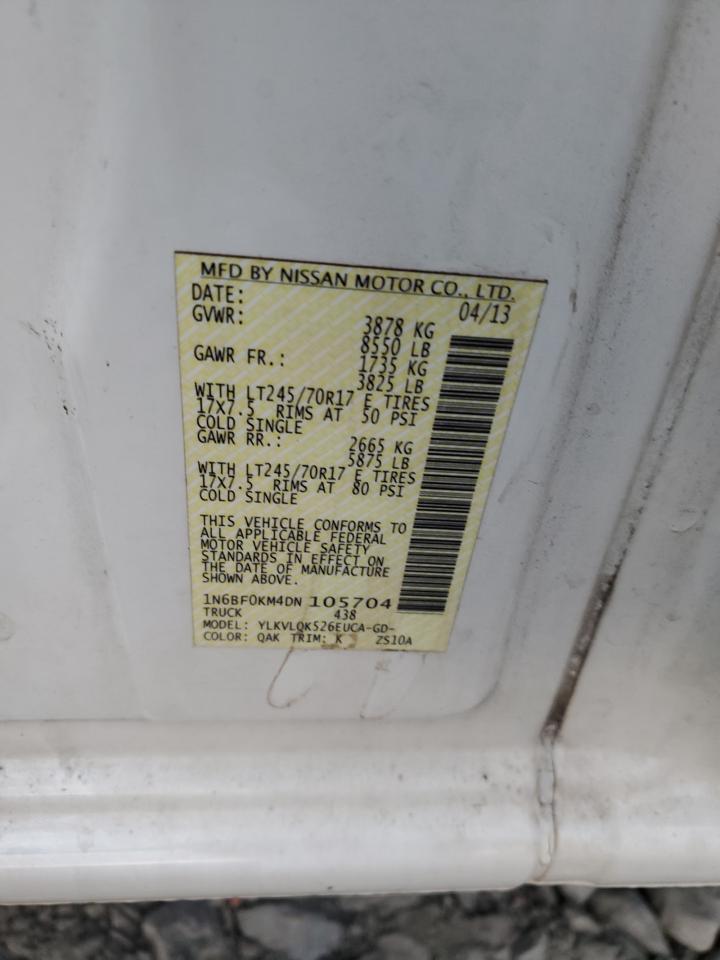 MFD BY NISSAN MOTOR CO., LTD.
DATE: 04/13
GVWR: 3878 KG
8550 LB
GAWR FR.: 1735 KG
3825 LB
WITH LT245/70R17 E TIRES
17X7.5 RIMS AT 50 PSI
COLD SINGLE
GAWR RR.: 2665 KG
5875 LB
WITH LT245/70R17 E TIRES
17X7.5 RIMS AT 80 PSI
COLD SINGLE
THIS VEHICLE CONFORMS TO
ALL APPLICABLE FEDERAL
MOTOR VEHICLE SAFETY
STANDARDS IN EFFECT ON
THE DATE OF MANUFACTURE
SHOWN ABOVE.
1N6BF0KM4DN 105704
TRUCK 438
MODEL: YLKVLQK526EUCA-GD-
COLOR: QAK TRIM: K ZS10A